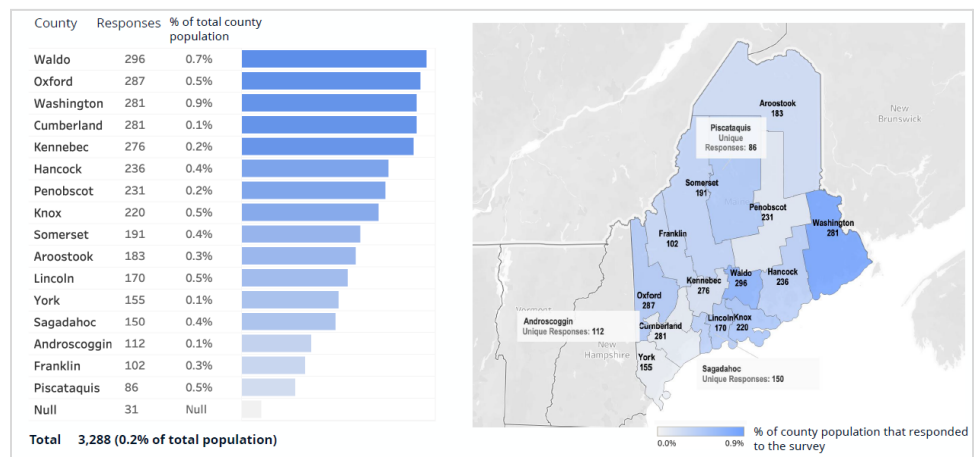 County Responses % of total county
population
Waldo 296 0.7%
Oxford 287 0.5%
Washington 281 0.9%
Cumberland 281 0.1%
Kennebec 276 0.2%
Hancock 236 0.4%
Penobscot 231 0.2%
Knox 220 0.5%
Somerset 191 0.4%
Aroostook 183 0.3%
Lincoln 170 0.5%
York 155 0.1%
Sagadahoc 150 0.4%
Androscoggin 112 0.1%
Franklin 102 0.3%
Piscataquis 86 0.5%
Null 31 Null
Total 3,288 (0.2% of total population)
Aroostook
183
New
Brunswick
Piscataquis
Unique
Responses: 86
Somerset
191
Penobscot
231
Washington
281
Franklin
102
Kennebec
276
Waldo
296
Hancock
236
Oxford
287
Lincoln
170
Knox
220
Vermont
Androscoggin
Unique Responses: 112
Cumberland
281
New
Hampshire
York
155
Sagadahoc
Unique Responses: 150
0.0% 0.9%
% of county population that responded
to the survey